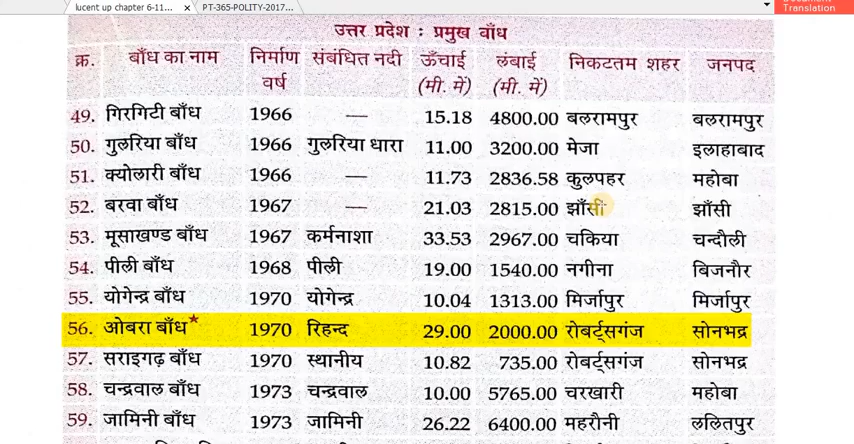 lucent up chapter 6-11... × PT-365-POLITY-2017...
Document
Translation
उत्तर प्रदेश : प्रमुख बाँध
क्र. बाँध का नाम निर्माण वर्ष संबंधित नदी ऊँचाई (मी. में) लंबाई (मी. में) निकटतम शहर जनपद
49. गिरगिटी बाँध 1966 — 15.18 4800.00 बलरामपुर बलरामपुर
50. गुलरिया बाँध 1966 गुलरिया धारा 11.00 3200.00 मेजा इलाहाबाद
51. क्योलारी बाँध 1966 — 11.73 2836.58 कुलपहर महोबा
52. बरवा बाँध 1967 — 21.03 2815.00 झाँसी झाँसी
53. मूसाखण्ड बाँध 1967 कर्मनाशा 33.53 2967.00 चकिया चन्दौली
54. पीली बाँध 1968 पीली 19.00 1540.00 नगीना बिजनौर
55. योगेन्द्र बाँध 1970 योगेन्द्र 10.04 1313.00 मिर्जापुर मिर्जापुर
56. ओबरा बाँध★ 1970 रिहन्द 29.00 2000.00 रोबर्ट्सगंज सोनभद्र
57. सराइगढ़ बाँध 1970 स्थानीय 10.82 735.00 रोबर्ट्सगंज सोनभद्र
58. चन्द्रवाल बाँध 1973 चन्द्रवाल 10.00 5765.00 चरखारी महोबा
59. जामिनी बाँध 1973 जामिनी 26.22 6400.00 महरौनी ललितपुर